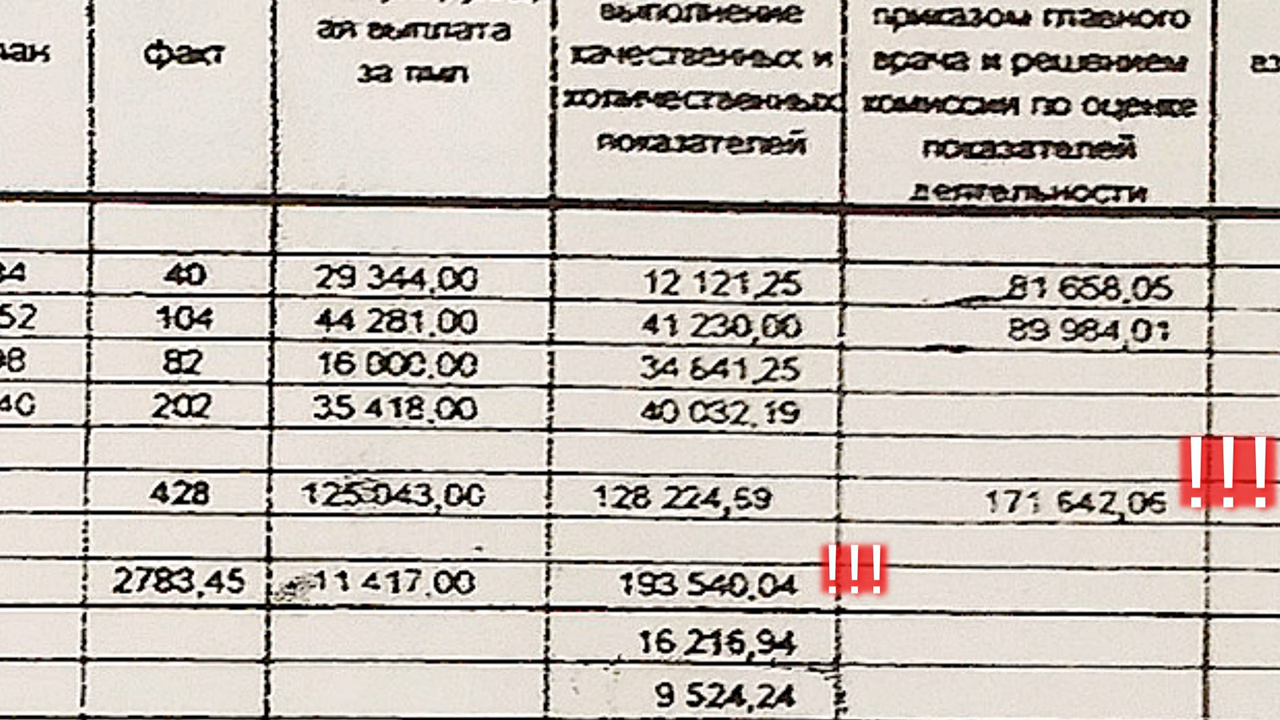 факт
ая выплата
за
выполнение
качественных и
количественных
показателей
приказом главного
врача и решением
комиссии по оценке
показателей
деятельности
40 29 344,00 12 121,25 81 658,05
52 104 44 281,00 41 230,00 89 984,01
82 16 000,00 34 641,25
40 202 35 418,00 40 032,19
!!!
428 125 043,00 128 224,69 171 642,06
!!!
2783,45 11 417,00 193 540,04
16 216,94
9 524,24